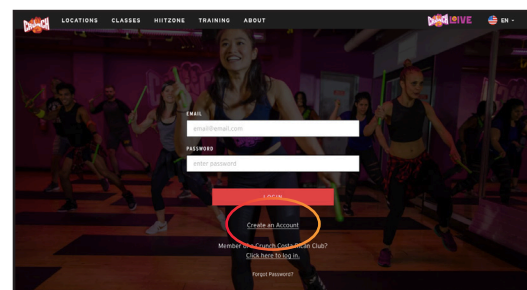 CRUNCH
LOCATIONS CLASSES HIITZONE TRAINING ABOUT
CRUNCH LIVE
EN
EMAIL
email@email.com
PASSWORD
enter password
LOGIN
Create an Account
Member of a Crunch Costa Rican Club?
Click here to log in.
Forgot Password?